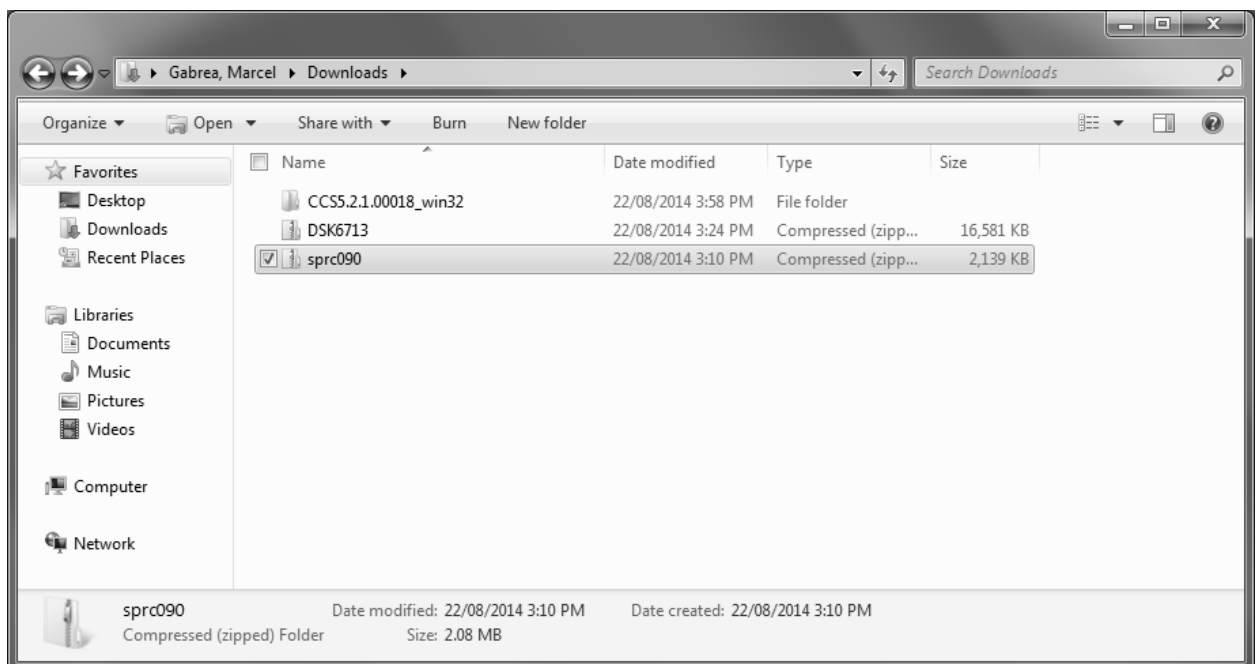 Gabrea, Marcel Downloads Search Downloads
Organize Open Share with Burn New folder
Favorites
Desktop
Downloads
Recent Places
Libraries
Documents
Music
Pictures
Videos
Computer
Network
Name Date modified Type Size
CCS5.2.1.00018_win32 22/08/2014 3:58 PM File folder
DSK6713 22/08/2014 3:24 PM Compressed (zipp... 16,581 KB
sprc090 22/08/2014 3:10 PM Compressed (zipp... 2,139 KB
sprc090 Date modified: 22/08/2014 3:10 PM Date created: 22/08/2014 3:10 PM
Compressed (zipped) Folder Size: 2.08 MB